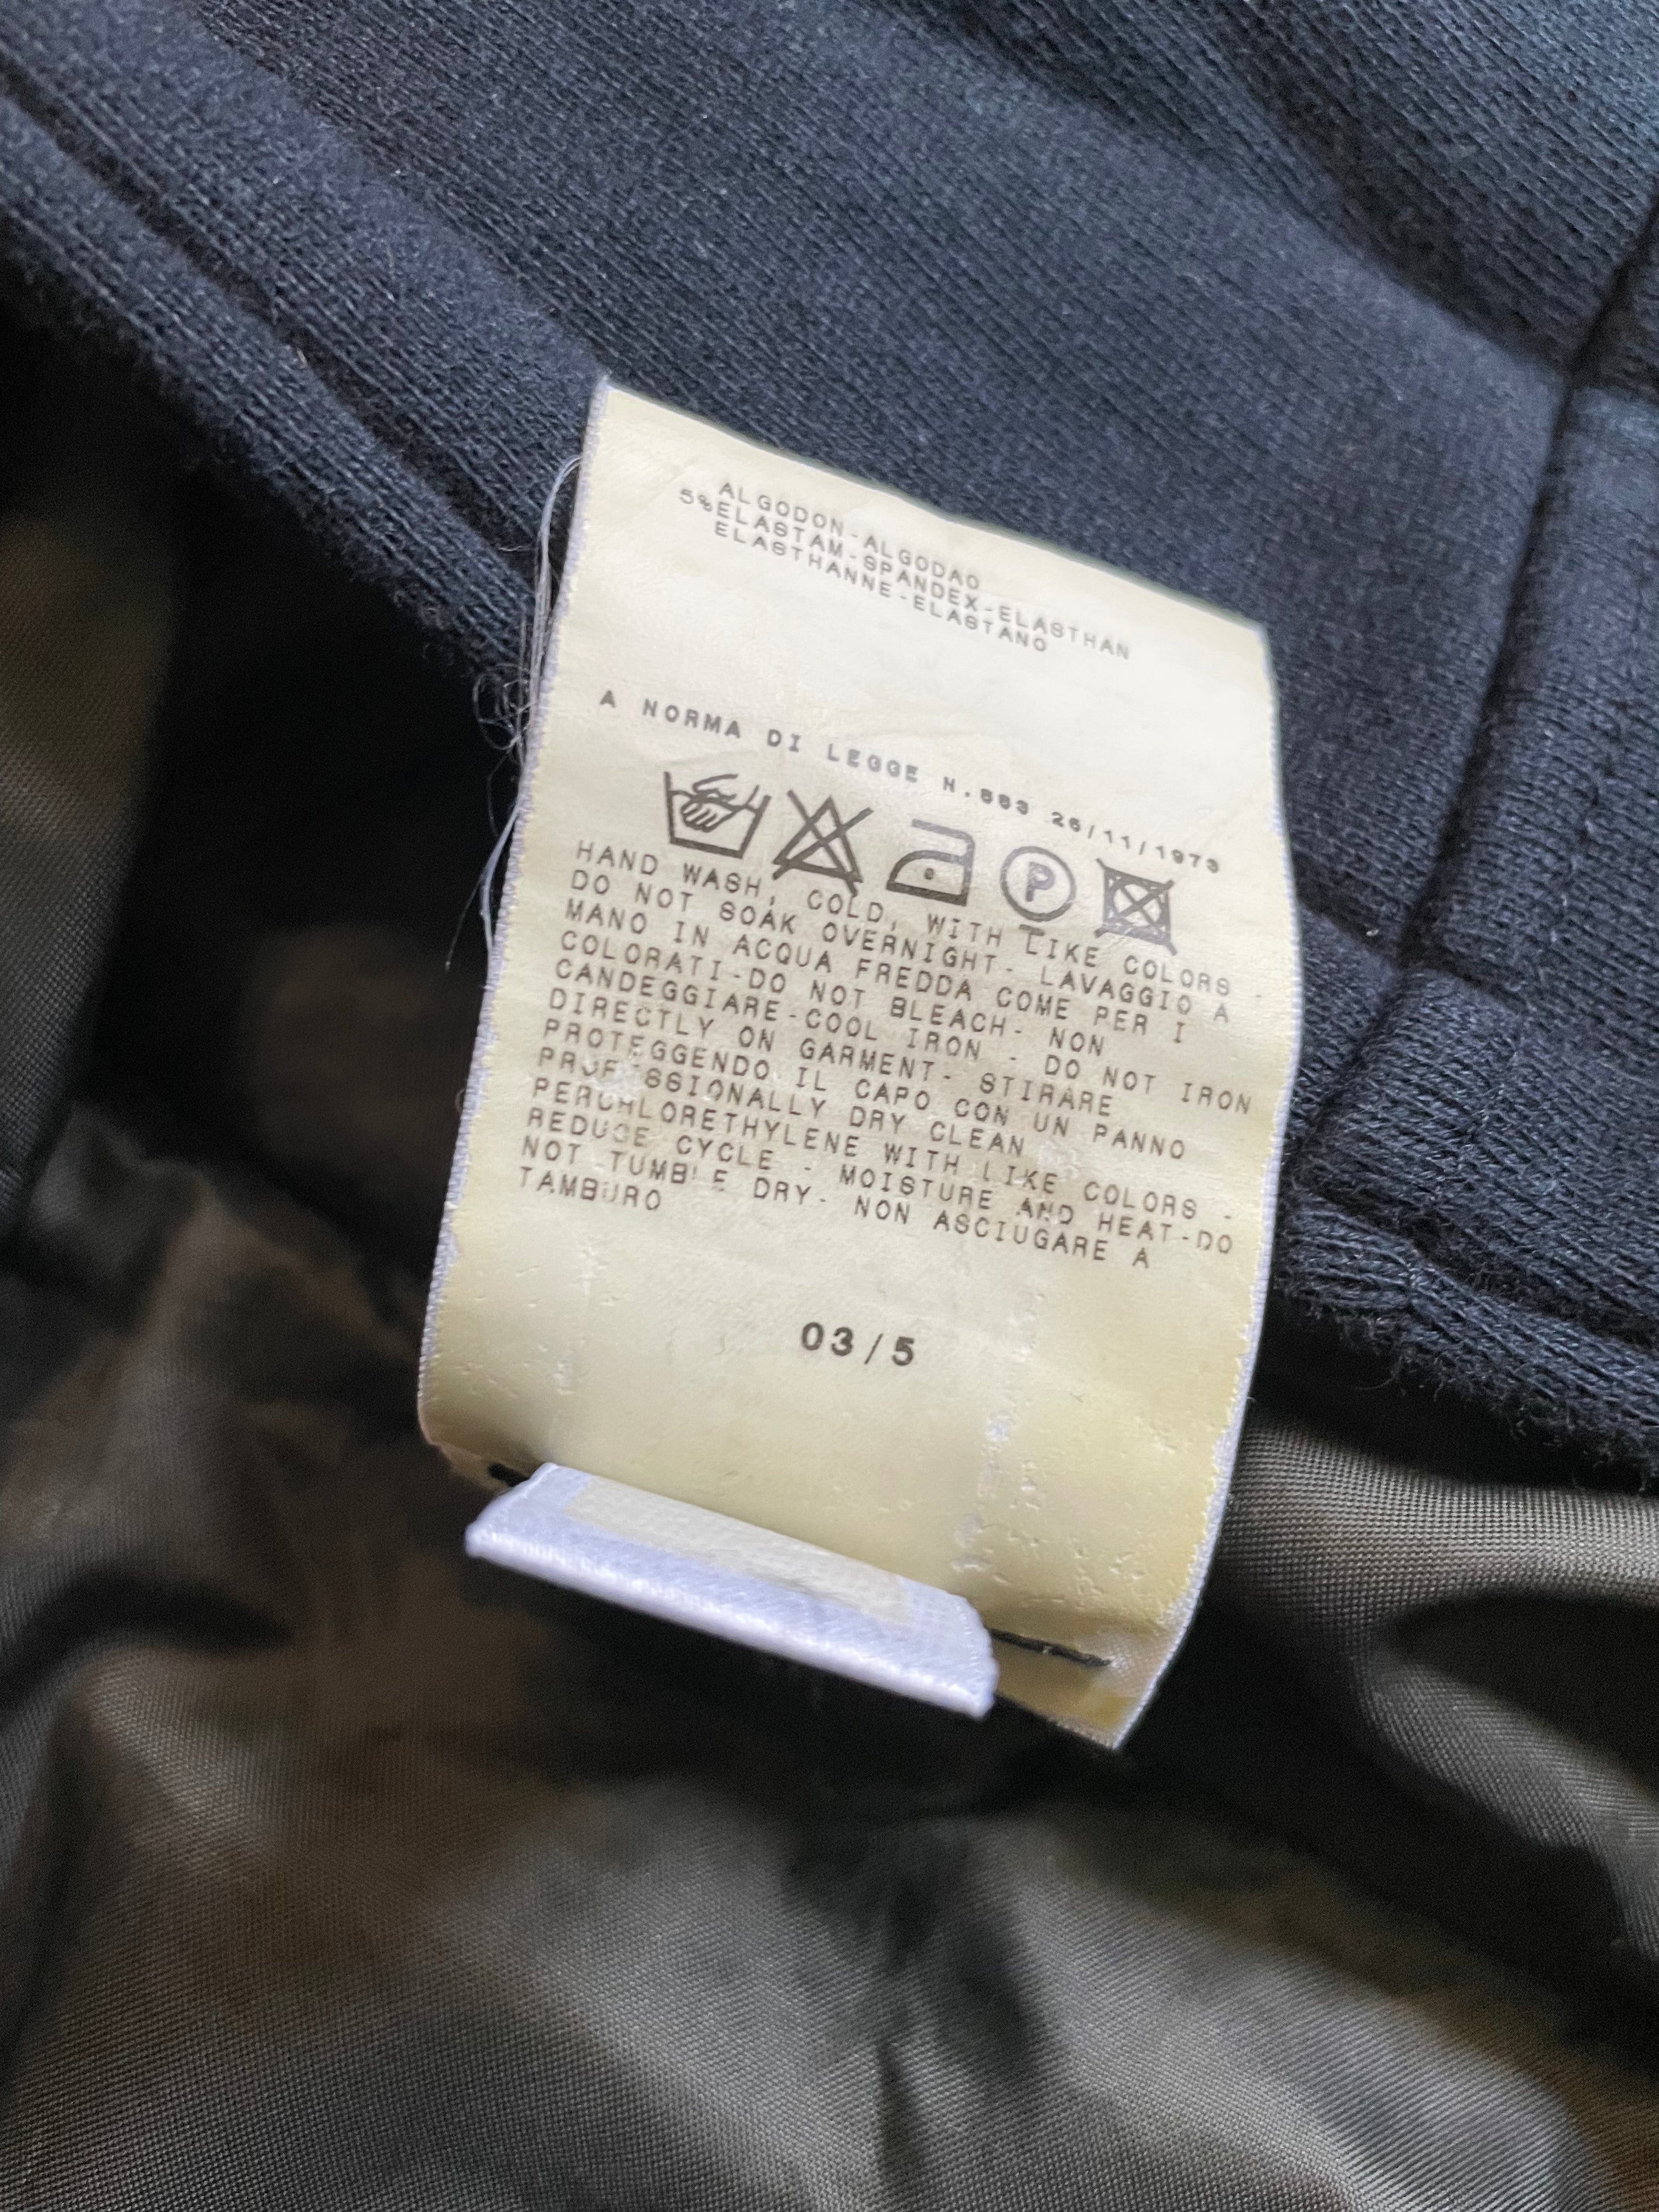 ALGODON-ALGODAO
5%ELASTAM-SPANDEX-ELASTHAN
ELASTHANNE-ELASTANO
A NORMA DI LEGGE N.883 26/11/1973
P
HAND WASH, COLD, WITH LIKE COLORS -
DO NOT SOAK OVERNIGHT- LAVAGGIO A
MANO IN ACQUA FREDDA COME PER I
COLORATI-DO NOT BLEACH- NON
CANDEGGIARE-COOL IRON - DO NOT IRON
DIRECTLY ON GARMENT- STIRARE
PROTEGGENDO IL CAPO CON UN PANNO
PROFESSIONALLY DRY CLEAN
PERCHLORETHYLENE WITH LIKE COLORS -
REDUCE CYCLE - MOISTURE AND HEAT-DO
NOT TUMBLE DRY- NON ASCIUGARE A
TAMBURO
03/5